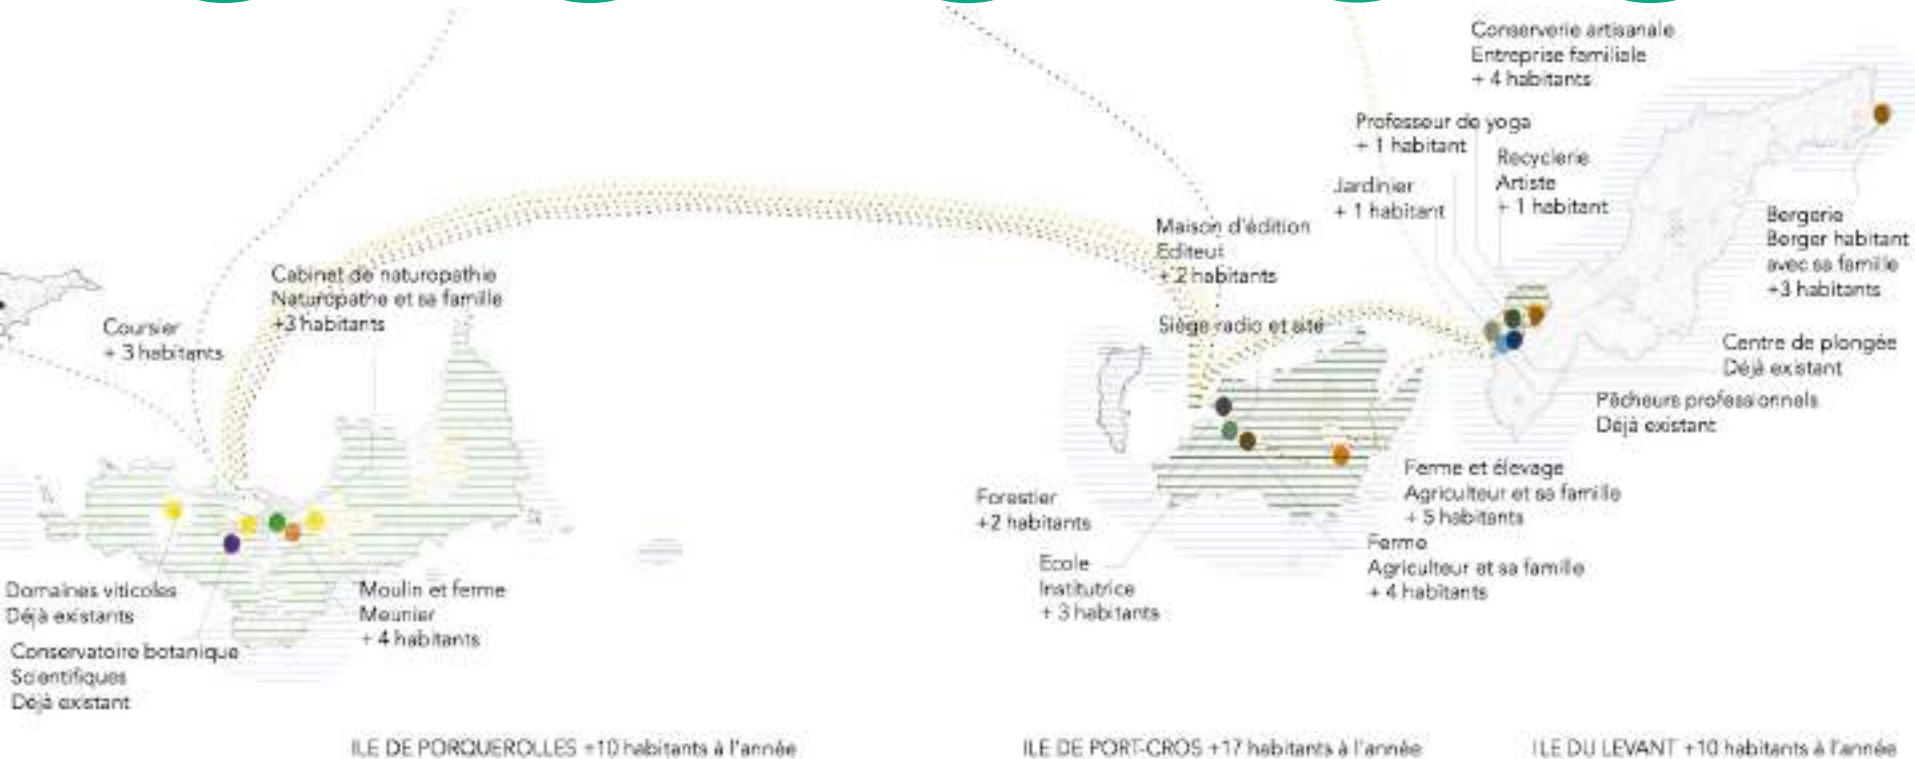 Conserverie artisanale
Entreprise familiale
+ 4 habitants
Professeur de yoga
+ 1 habitant
Recyclerie
Artiste
+ 1 habitant
Jardinier
+ 1 habitant
Bergerie
Berger habitant
avec sa famille
+3 habitants
Maison d'édition
Editeur
+ 2 habitants
Siège radio et site
Cabinet de naturopathie
Naturopathe et sa famille
+3 habitants
Coursier
+ 3 habitants
Centre de plongée
Déjà existant
Pêcheurs professionnels
Déjà existant
Ferme et élevage
Agriculteur et sa famille
+ 5 habitants
Forestier
+2 habitants
Ferme
Agriculteur et sa famille
+ 4 habitants
Ecole
Institutrice
+ 3 habitants
Domaines viticoles
Déjà existants
Moulin et ferme
Meunier
+ 4 habitants
Conservatoire botanique
Scientifiques
Déjà existant
ILE DE PORQUEROLLES +10 habitants à l'année
ILE DE PORT-CROS +17 habitants à l'année
ILE DU LEVANT +10 habitants à l'année